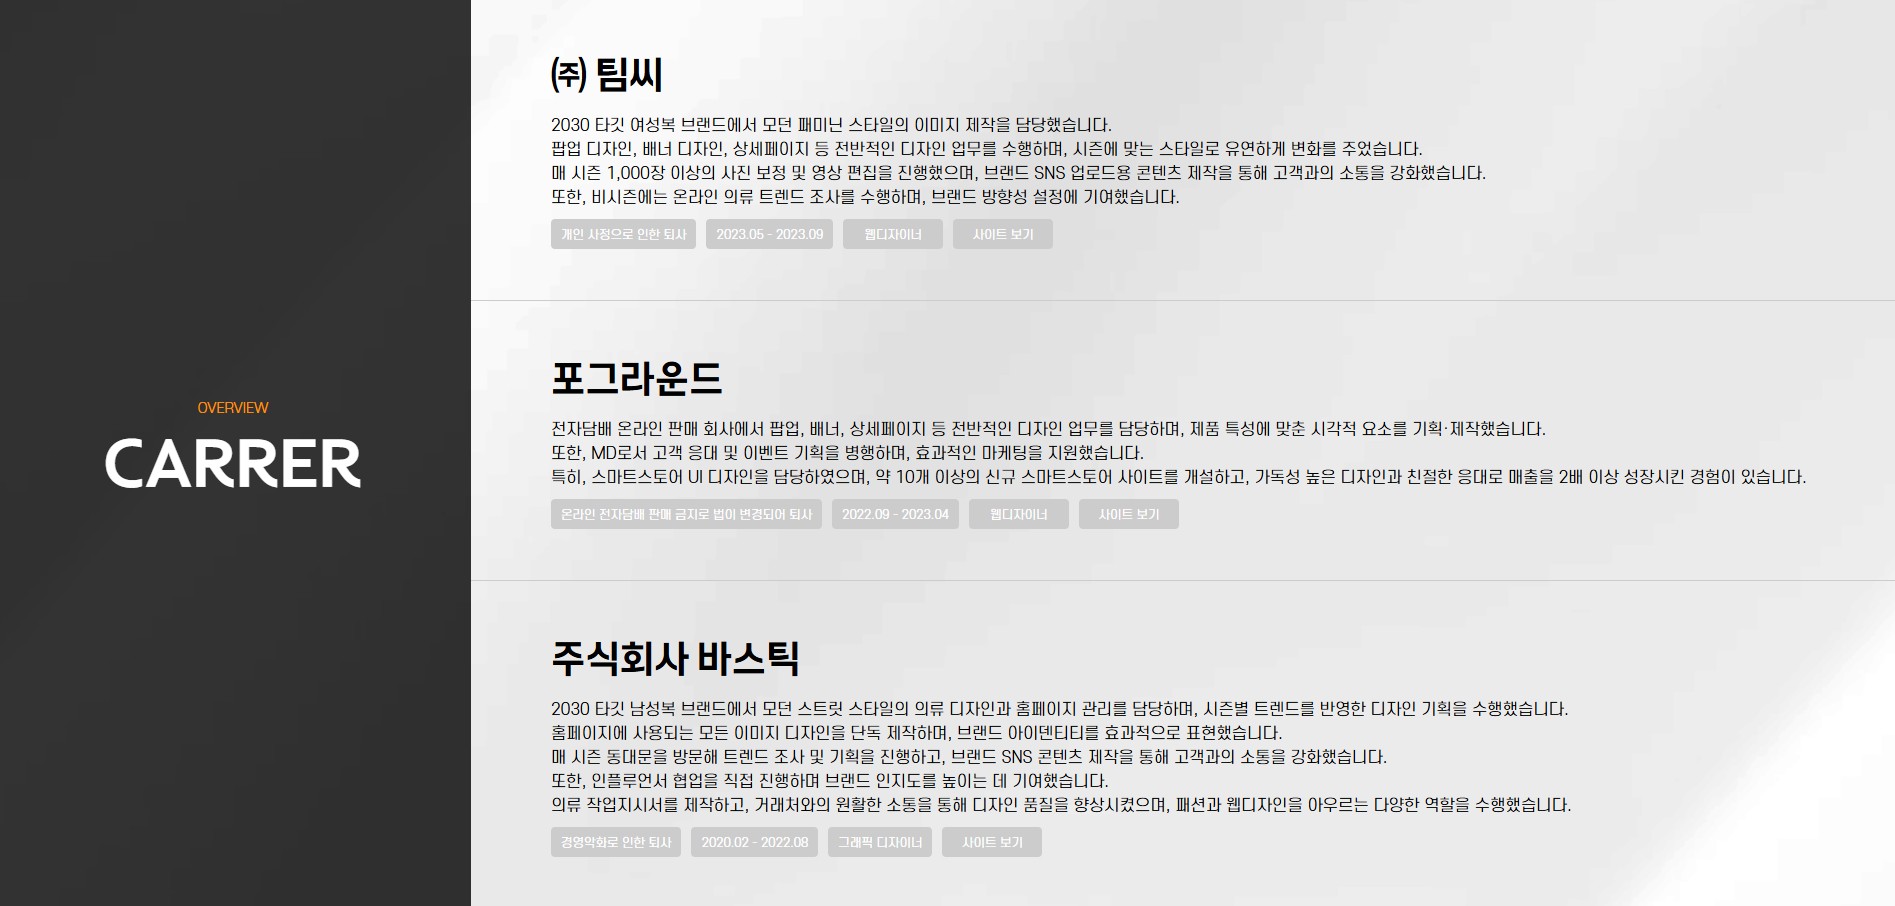 OVERVIEW
CARRER
㈜ 팀씨
2030 타깃 여성복 브랜드에서 모던 패미닌 스타일의 이미지 제작을 담당했습니다.
팝업 디자인, 배너 디자인, 상세페이지 등 전반적인 디자인 업무를 수행하며, 시즌에 맞는 스타일로 유연하게 변화를 주었습니다.
매 시즌 1,000장 이상의 사진 보정 및 영상 편집을 진행했으며, 브랜드 SNS 업로드용 콘텐츠 제작을 통해 고객과의 소통을 강화했습니다.
또한, 비시즌에는 온라인 의류 트렌드 조사를 수행하며, 브랜드 방향성 설정에 기여했습니다.
개인 사정으로 인한 퇴사 2023.05 - 2023.09 웹디자이너 사이트 보기
포그라운드
전자담배 온라인 판매 회사에서 팝업, 배너, 상세페이지 등 전반적인 디자인 업무를 담당하며, 제품 특성에 맞춘 시각적 요소를 기획·제작했습니다.
또한, MD로서 고객 응대 및 이벤트 기획을 병행하며, 효과적인 마케팅을 지원했습니다.
특히, 스마트스토어 UI 디자인을 담당하였으며, 약 10개 이상의 신규 스마트스토어 사이트를 개설하고, 가독성 높은 디자인과 친절한 응대로 매출을 2배 이상 성장시킨 경험이 있습니다.
온라인 전자담배 판매 금지로 법이 변경되어 퇴사 2022.09 - 2023.04 웹디자이너 사이트 보기
주식회사 바스틱
2030 타깃 남성복 브랜드에서 모던 스트릿 스타일의 의류 디자인과 홈페이지 관리를 담당하며, 시즌별 트렌드를 반영한 디자인 기획을 수행했습니다.
홈페이지에 사용되는 모든 이미지 디자인을 단독 제작하며, 브랜드 아이덴티티를 효과적으로 표현했습니다.
매 시즌 동대문을 방문해 트렌드 조사 및 기획을 진행하고, 브랜드 SNS 콘텐츠 제작을 통해 고객과의 소통을 강화했습니다.
또한, 인플루언서 협업을 직접 진행하며 브랜드 인지도를 높이는 데 기여했습니다.
의류 작업지시서를 제작하고, 거래처와의 원활한 소통을 통해 디자인 품질을 향상시켰으며, 패션과 웹디자인을 아우르는 다양한 역할을 수행했습니다.
경영악화로 인한 퇴사 2020.02 - 2022.08 그래픽 디자이너 사이트 보기